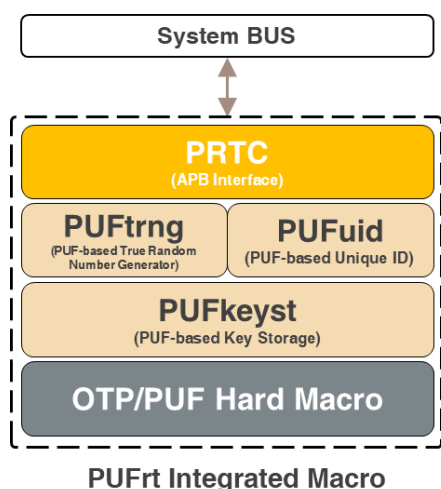 System BUS
PRTC
(APB Interface)
PUFtrng
(PUF-based True Random
Number Generator)
PUFuid
(PUF-based Unique ID)
PUFkeyst
(PUF-based Key Storage)
OTP/PUF Hard Macro
PUFrt Integrated Macro